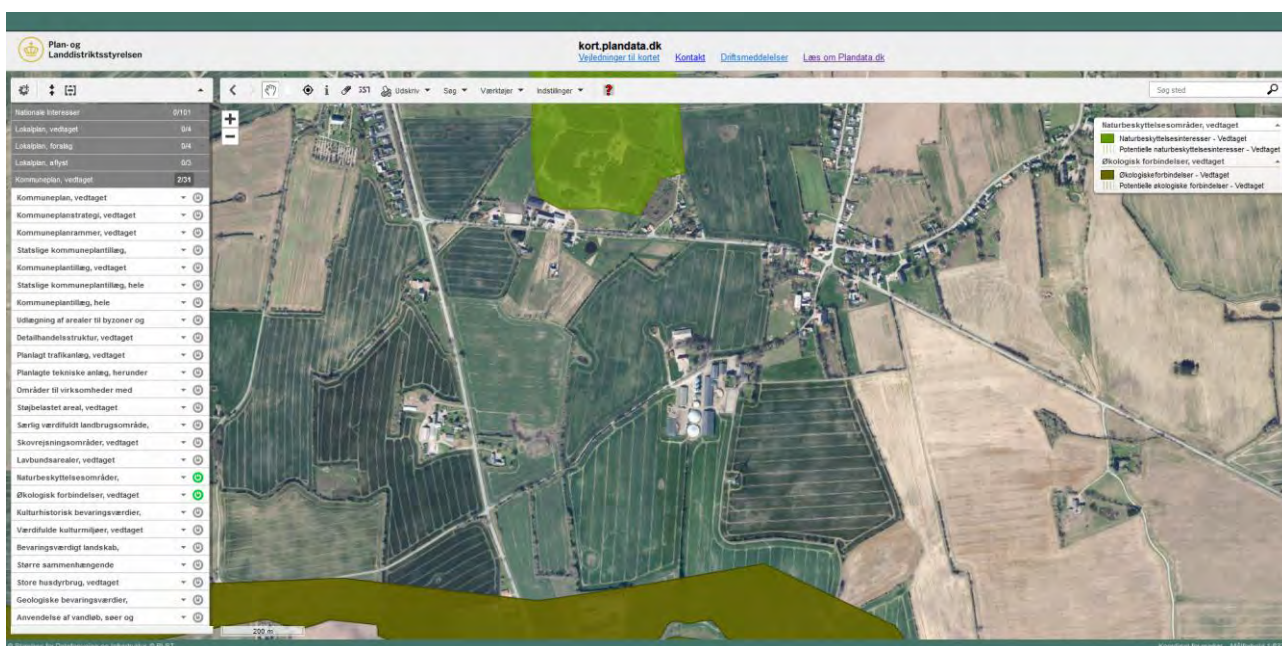 Plan- og
Landdistriktsstyrelsen
kort.plandata.dk
Vejledninger til kortet Kontakt Driftsmeddelelser Læs om Plandata.dk
Udskriv Søg Værktøjer Indstillinger ?
Søg sted
Nationale interesser 0/101
Lokalplan, vedtaget 0/4
Lokalplan, forslag 0/4
Lokalplan, aflyst 0/3
Kommuneplan, vedtaget 2/31
Kommuneplan, vedtaget
Kommuneplanstrategi, vedtaget
Kommuneplanrammer, vedtaget
Statslige kommuneplantillæg,
Kommuneplantillæg, vedtaget
Statslige kommuneplantillæg, hele
Kommuneplantillæg, hele
Udlægning af arealer til byzoner og
Detailhandelsstruktur, vedtaget
Planlagt trafikanlæg, vedtaget
Planlagte tekniske anlæg, herunder
Områder til virksomheder med
Støjbelastet areal, vedtaget
Særlig værdifuldt landbrugsområde,
Skovrejsningsområder, vedtaget
Lavbundsarealer, vedtaget
Naturbeskyttelsesområder,
Økologisk forbindelser, vedtaget
Kulturhistorisk bevaringsværdier,
Værdifulde kulturmiljøer, vedtaget
Bevaringsværdigt landskab,
Større sammenhængende
Store husdyrbrug, vedtaget
Geologiske bevaringsværdier,
Anvendelse af vandløb, søer og
Naturbeskyttelsesområder, vedtaget
Naturbeskyttelsesinteresser - Vedtaget
Potentielle naturbeskyttelsesinteresser - Vedtaget
Økologisk forbindelser, vedtaget
Økologiskeforbindelser - Vedtaget
Potentielle økologiske forbindelser - Vedtaget
200 m